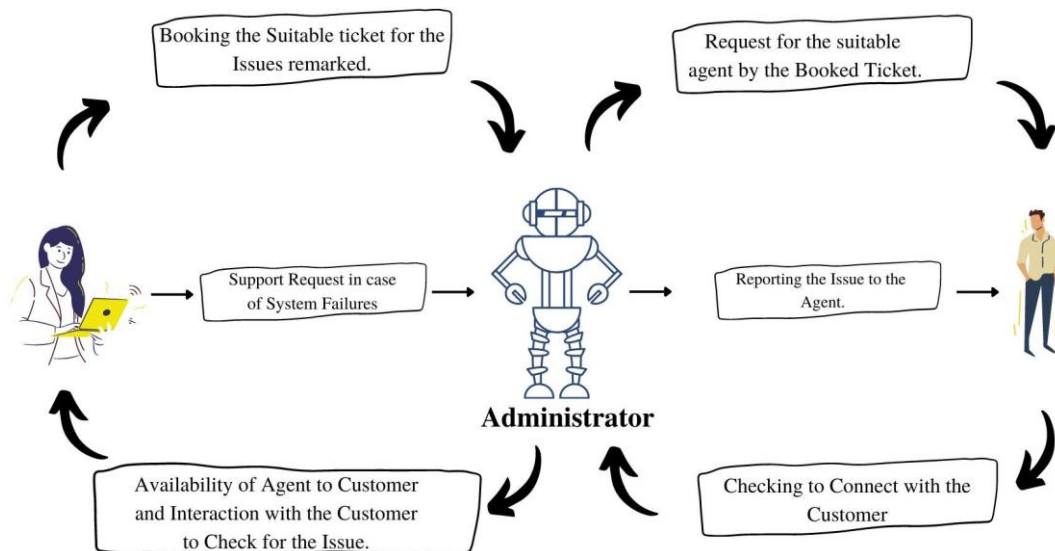 Booking the Suitable ticket for the
Issues remarked.
Request for the suitable
agent by the Booked Ticket.
Support Request in case
of System Failures
Reporting the Issue to the
Agent.
Administrator
Availability of Agent to Customer
and Interaction with the Customer
to Check for the Issue.
Checking to Connect with the
Customer